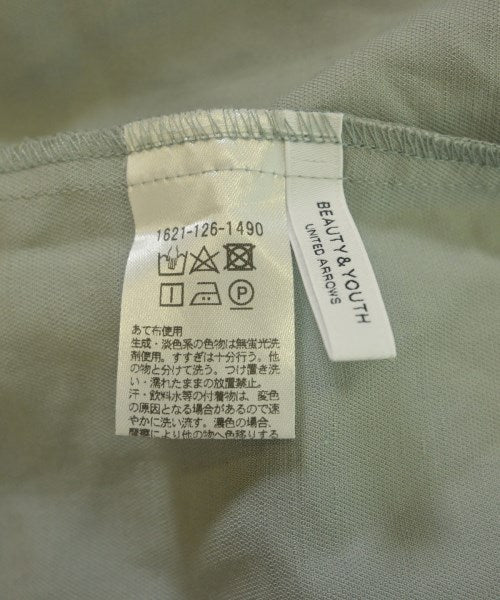 1621-126-1490
P
あて布使用
生成・淡色系の色物は無蛍光洗
剤使用。すすぎは十分行う。他
の物と分けて洗う。つけ置き洗
い・濡れたままの放置禁止。
汗・飲料水等の付着物は、変色
の原因となる場合があるので速
やかに洗い流す。濃色の場合、
摩擦により他の物へ色移りする
BEAUTY & YOUTH
UNITED ARROWS